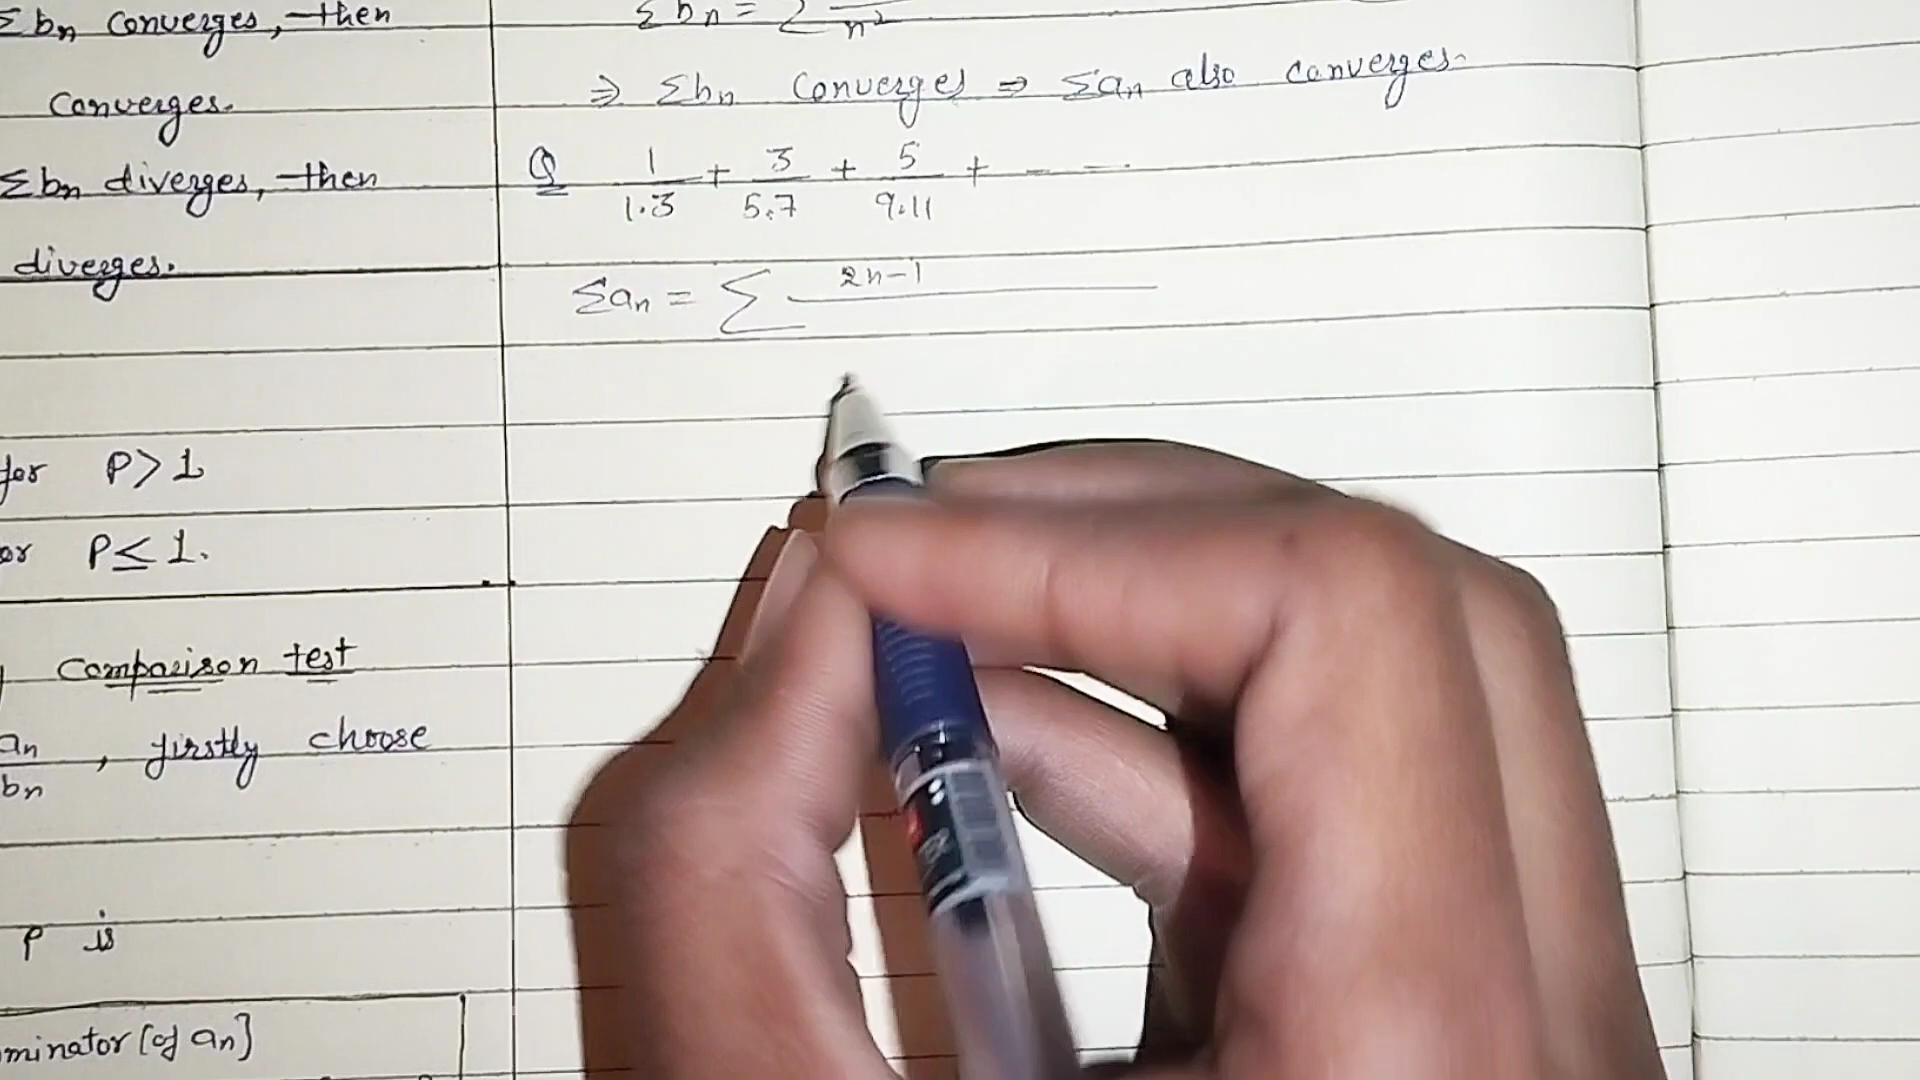 Σbn converges, then
converges.
Σbn diverges, then
diverges.
for P>1
or P≤1.
Comparison test
an/bn , firstly choose
P is
minator [of an]
Σbn = Σ /n²
⇒ Σbn converges ⇒ Σan also converges.
Q 1/1.3 + 3/5.7 + 5/9.11 + - - -
Σan = Σ 2n-1